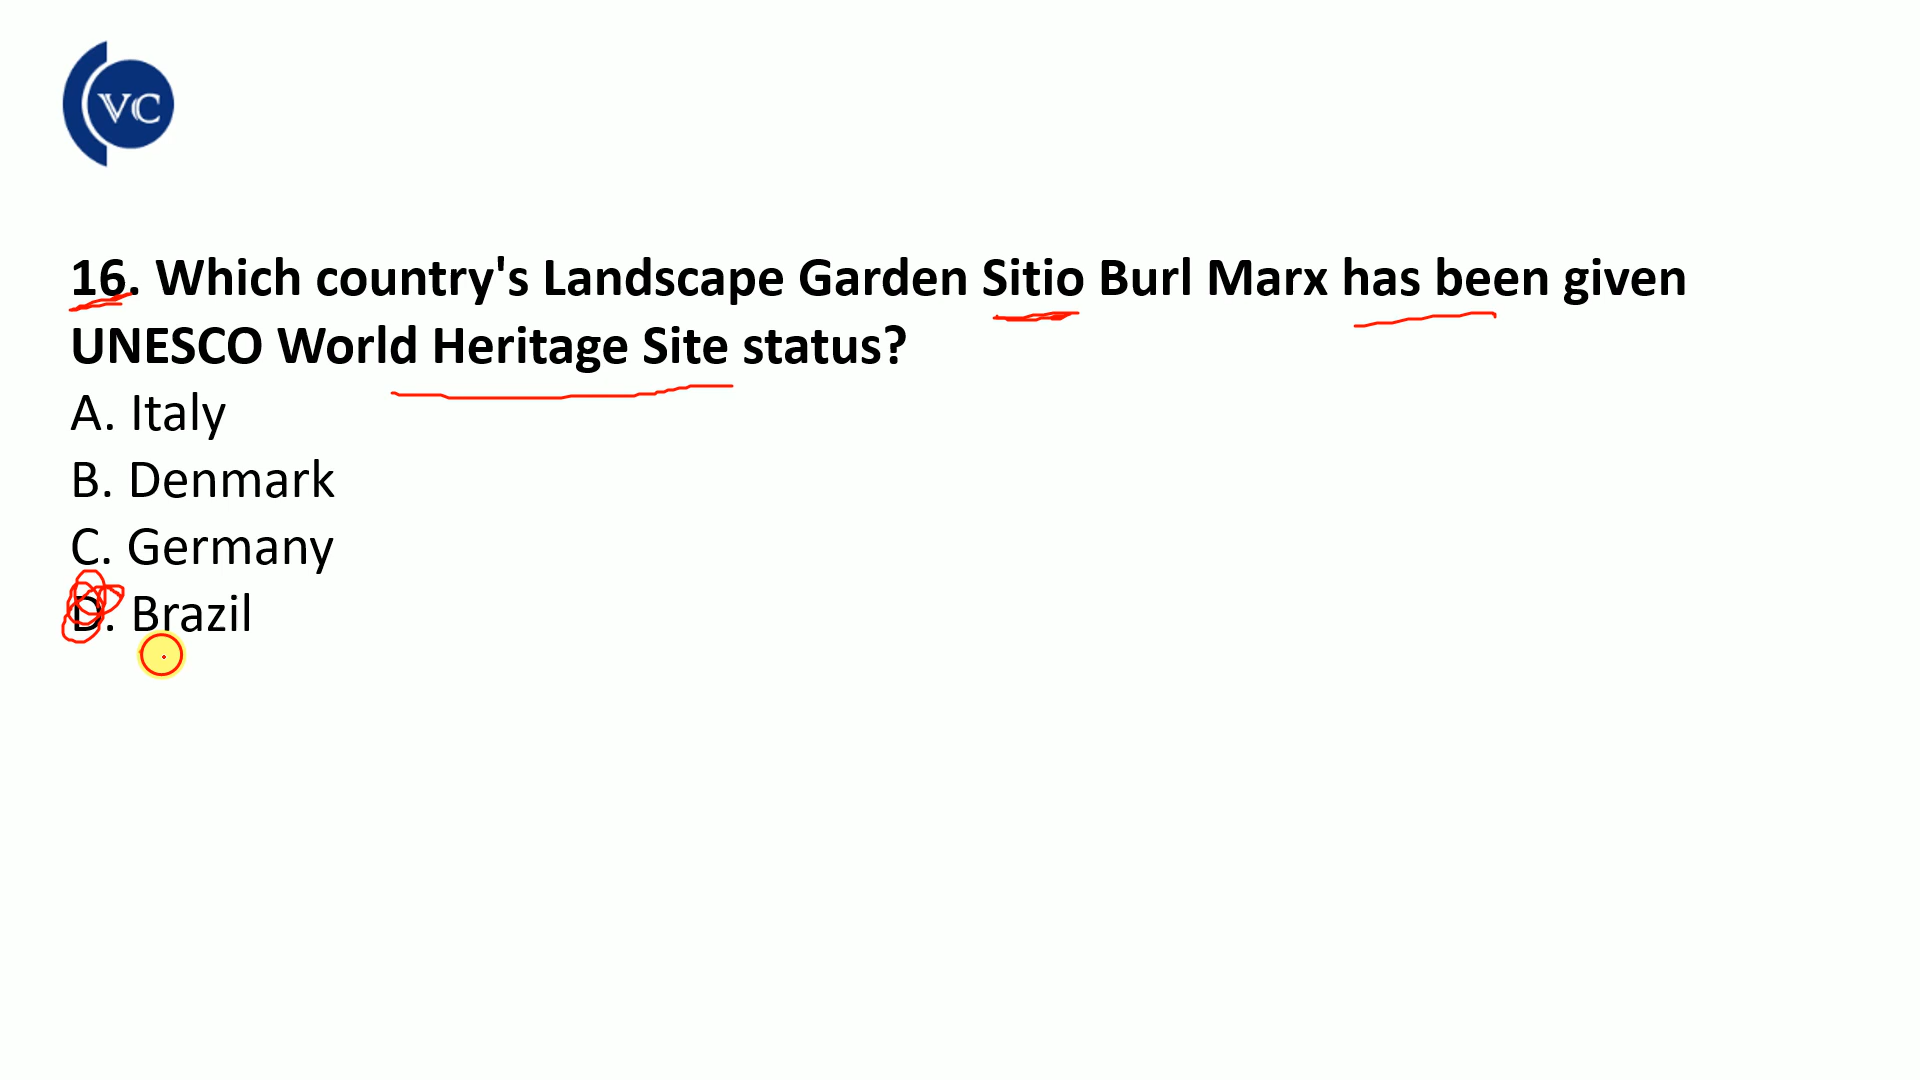 VC
16. Which country's Landscape Garden Sitio Burl Marx has been given
UNESCO World Heritage Site status?
A. Italy
B. Denmark
C. Germany
D. Brazil